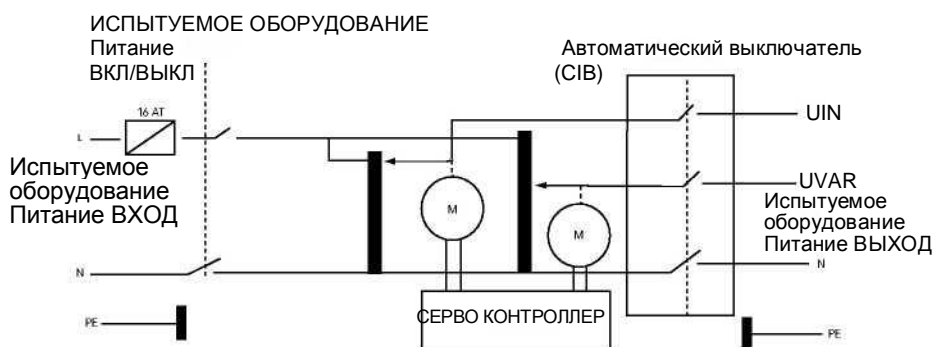 ИСПЫТУЕМОЕ ОБОРУДОВАНИЕ
Питание
ВКЛ/ВЫКЛ
Автоматический выключатель
(CIB)
16 AT
L
UIN
Испытуемое
оборудование
Питание ВХОД
M
M
UVAR
Испытуемое
оборудование
Питание ВЫХОД
N
N
СЕРВО КОНТРОЛЛЕР
PE
PE